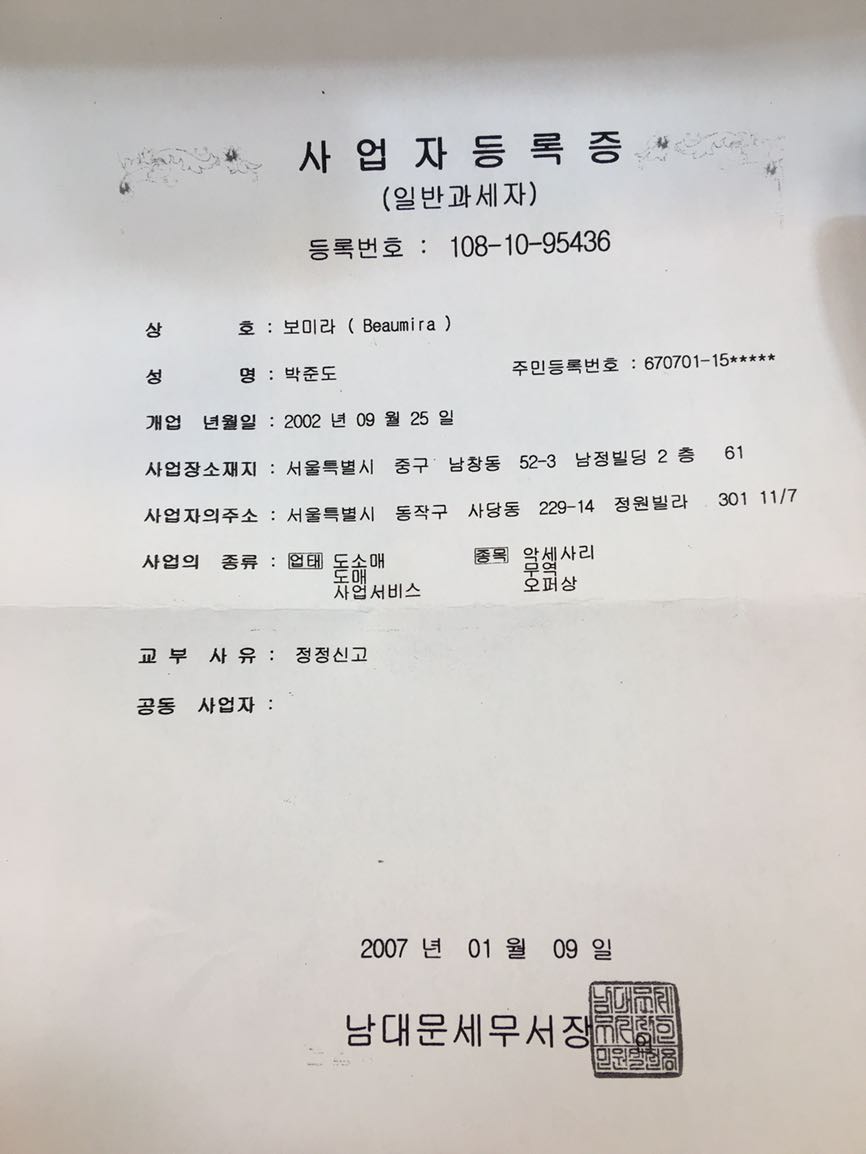 사업자등록증
(일반과세자)
등록번호 : 108-10-95436
상 호 : 보미라 ( Beaumira )
성 명 : 박준도 주민등록번호 : 670701-15*****
개업 년월일 : 2002 년 09 월 25 일
사업장소재지 : 서울특별시 중구 남창동 52-3 남정빌딩 2 층 61
사업자의주소 : 서울특별시 동작구 사당동 229-14 정원빌라 301 11/7
사업의 종류 : 업태 도소매 종목 악세사리
도매 무역
사업서비스 오퍼상
교 부 사 유 : 정정신고
공동 사업자 :
2007 년 01 월 09 일
남대문세무서장